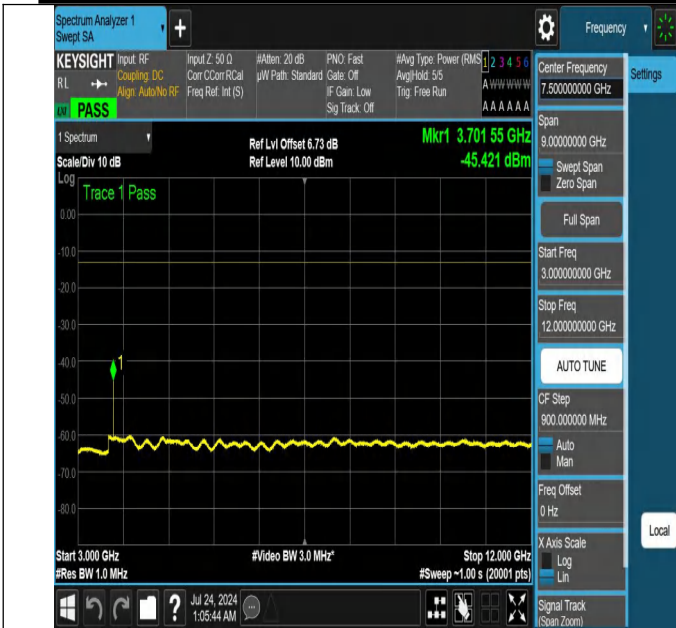 Spectrum Analyzer 1
Swept SA
+
Frequency
KEYSIGHT
RL
PASS
Input: RF
Coupling: DC
Align: Auto/No RF
Input Z: 50 Ω
Corr CCorr RCal
Freq Ref: Int (S)
#Atten: 20 dB
µW Path: Standard
PNO: Fast
Gate: Off
IF Gain: Low
Sig Track: Off
#Avg Type: Power (RMS
Avg|Hold: 5/5
Trig: Free Run
1 2 3 4 5 6
A W W W W W
A A A A A A
1 Spectrum
Scale/Div 10 dB
Log
Ref Lvl Offset 6.73 dB
Ref Level 10.00 dBm
Mkr1 3.701 55 GHz
-45.421 dBm
Trace 1 Pass
0.00
-10.0
-20.0
-30.0
-40.0
1
-50.0
-60.0
-70.0
-80.0
Start 3.000 GHz
#Res BW 1.0 MHz
#Video BW 3.0 MHz*
Stop 12.000 GHz
#Sweep ~1.00 s (20001 pts)
Jul 24, 2024
1:05:44 AM
?
Center Frequency
7.500000000 GHz
Span
9.00000000 GHz
Swept Span
Zero Span
Full Span
Start Freq
3.000000000 GHz
Stop Freq
12.000000000 GHz
AUTO TUNE
CF Step
900.000000 MHz
Auto
Man
Freq Offset
0 Hz
X Axis Scale
Log
Lin
Signal Track
(Span Zoom)
Settings
Local